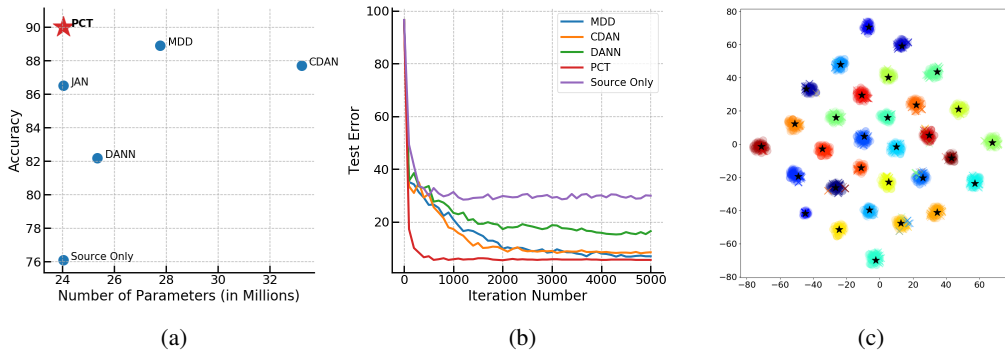 Accuracy
90
88
86
84
82
80
78
76
PCT
MDD
CDAN
JAN
DANN
Source Only
24 26 28 30 32
Number of Parameters (in Millions)
(a)
Test Error
100
80
60
40
20
MDD
CDAN
DANN
PCT
Source Only
0 1000 2000 3000 4000 5000
Iteration Number
(b)
80
60
40
20
0
−20
−40
−60
−80
−80 −60 −40 −20 0 20 40 60
(c)